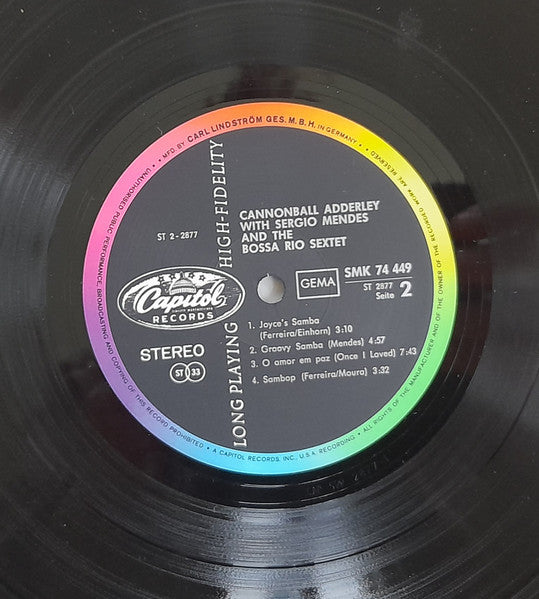 • MFD. BY CARL LINDSTRÖM GES. M. B. H. IN GERMANY •
UNAUTHORISED PUBLIC PERFORMANCE, BROADCASTING AND COPYING OF THIS RECORD PROHIBITED •
A CAPITOL RECORDS, INC., U.S.A. RECORDING •
ALL RIGHTS OF THE MANUFACTURER AND OF THE OWNER OF THE RECORDED WORK ARE RESERVED
LONG PLAYING HIGH-FIDELITY
CANNONBALL ADDERLEY
WITH SERGIO MENDES
AND THE
BOSSA RIO SEXTET
ST 2-2877
Capitol
RECORDS
STEREO
ST 33
GEMA
SMK 74 449
ST 2877
Seite 2
1. Joyce's Samba
(Ferreira/Einhorn) 3:10
2. Groovy Samba (Mendes) 4:57
3. O amor em paz (Once I Loved) 7:43
4. Sambop (Ferreira/Moura) 3:32